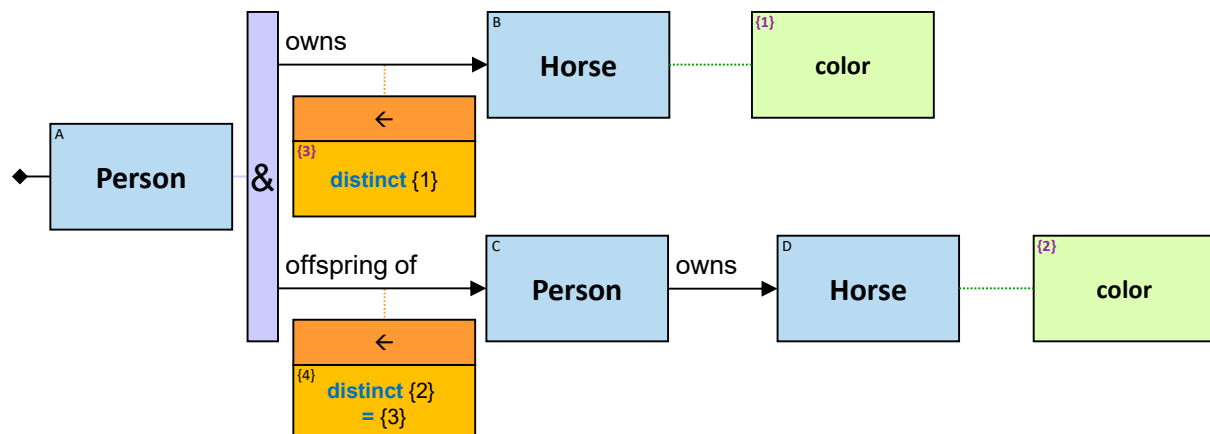 A
Person
&
owns
B
Horse
{1}
color
←
{3}
distinct {1}
offspring of
C
Person
owns
D
Horse
{2}
color
←
{4}
distinct {2}
= {3}